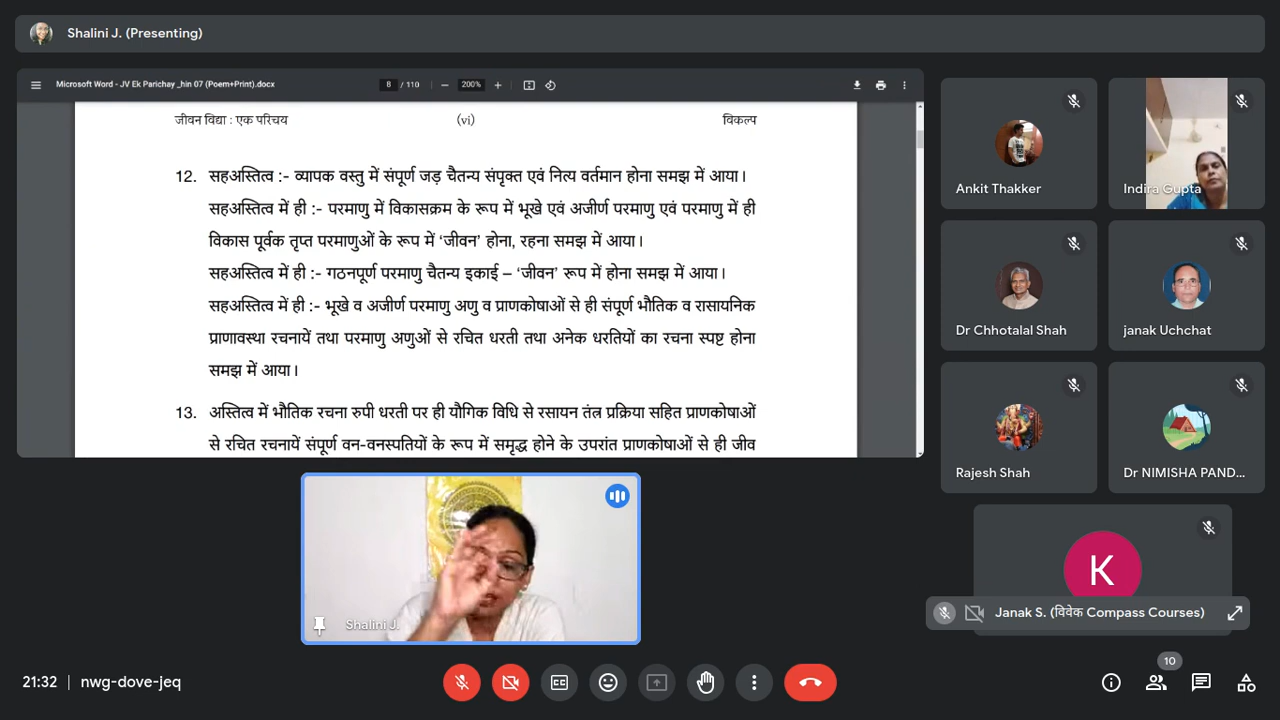 Shalini J. (Presenting)
Microsoft Word - JV Ek Parichay _hin 07 (Poem+Print).docx
8 / 110
200%
जीवन विद्या : एक परिचय (vi) विकल्प
12. सहअस्तित्व :- व्यापक वस्तु में संपूर्ण जड़ चैतन्य संपृक्त एवं नित्य वर्तमान होना समझ में आया।
सहअस्तित्व में ही :- परमाणु में विकासक्रम के रूप में भूखे एवं अजीर्ण परमाणु एवं परमाणु में ही
विकास पूर्वक तृप्त परमाणुओं के रूप में ‘जीवन’ होना, रहना समझ में आया।
सहअस्तित्व में ही :- गठनपूर्ण परमाणु चैतन्य इकाई – ‘जीवन’ रूप में होना समझ में आया।
सहअस्तित्व में ही :- भूखे व अजीर्ण परमाणु अणु व प्राणकोषाओं से ही संपूर्ण भौतिक व रासायनिक
प्राणावस्था रचनायें तथा परमाणु अणुओं से रचित धरती तथा अनेक धरतियों का रचना स्पष्ट होना
समझ में आया।
13. अस्तित्व में भौतिक रचना रुपी धरती पर ही यौगिक विधि से रसायन तंत्र प्रक्रिया सहित प्राणकोषाओं
से रचित रचनायें संपूर्ण वन-वनस्पतियों के रूप में समृद्ध होने के उपरांत प्राणकोषाओं से ही जीव
Ankit Thakker
Indira Gupta
Dr Chhotalal Shah
janak Uchchat
Rajesh Shah
Dr NIMISHA PAND...
K
Janak S. (विवेक Compass Courses)
Shalini J.
21:32 | nwg-dove-jeq
10